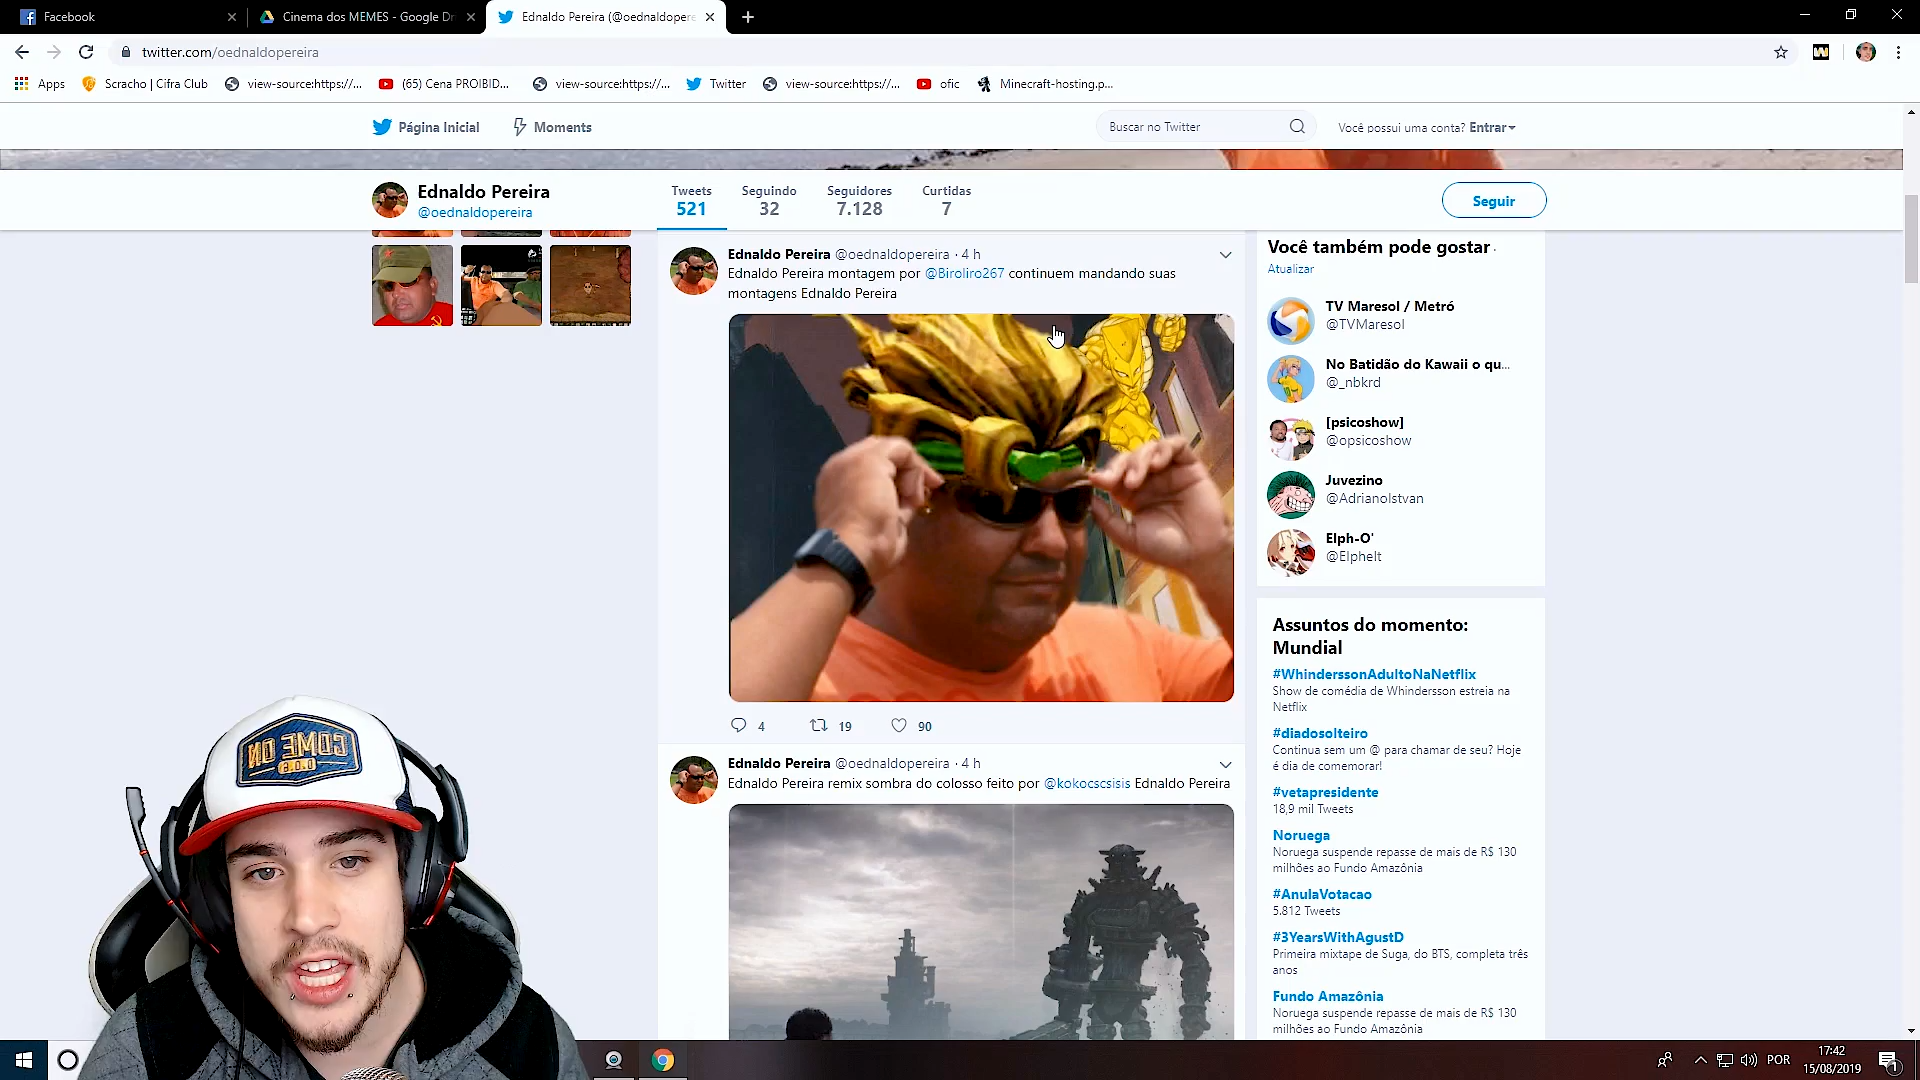 Facebook
Cinema dos MEMES - Google Dr
Ednaldo Pereira (@oednaldopere
twitter.com/oednaldopereira
Apps
Scracho | Cifra Club
view-source:https://...
(65) Cena PROIBID...
view-source:https://...
Twitter
view-source:https://...
ofic
Minecraft-hosting.p...
Página Inicial
Moments
Buscar no Twitter
Você possui uma conta? Entrar
Ednaldo Pereira
@oednaldopereira
Tweets
521
Seguindo
32
Seguidores
7.128
Curtidas
7
Seguir
Ednaldo Pereira @oednaldopereira · 4 h
Ednaldo Pereira montagem por @Biroliro267 continuem mandando suas
montagens Ednaldo Pereira
4
19
90
Ednaldo Pereira @oednaldopereira · 4 h
Ednaldo Pereira remix sombra do colosso feito por @kokocscsisis Ednaldo Pereira
Você também pode gostar ·
Atualizar
TV Maresol / Metró
@TVMaresol
No Batidão do Kawaii o qu...
@_nbkrd
[psicoshow]
@opsicoshow
Juvezino
@AdrianoIstvan
Elph-O'
@Elphelt
Assuntos do momento:
Mundial
#WhinderssonAdultoNaNetflix
Show de comédia de Whindersson estreia na
Netflix
#diadosolteiro
Continua sem um @ para chamar de seu? Hoje
é dia de comemorar!
#vetapresidente
18,9 mil Tweets
Noruega
Noruega suspende repasse de mais de R$ 130
milhões ao Fundo Amazônia
#AnulaVotacao
5.812 Tweets
#3YearsWithAgustD
Primeira mixtape de Suga, do BTS, completa três
anos
Fundo Amazônia
Noruega suspende repasse de mais de R$ 130
milhões ao Fundo Amazônia
COME ON
POR
17:42
15/08/2019
1